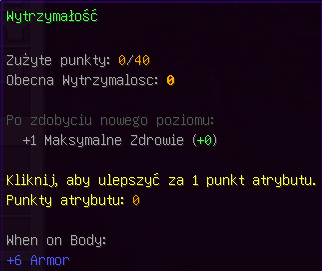 Wytrzymałość
Zużyte punkty: 0/40
Obecna Wytrzymalosc: 0
Po zdobyciu nowego poziomu:
+1 Maksymalne Zdrowie (+0)
Kliknij, aby ulepszyć za 1 punkt atrybutu.
Punkty atrybutu: 0
When on Body:
+6 Armor